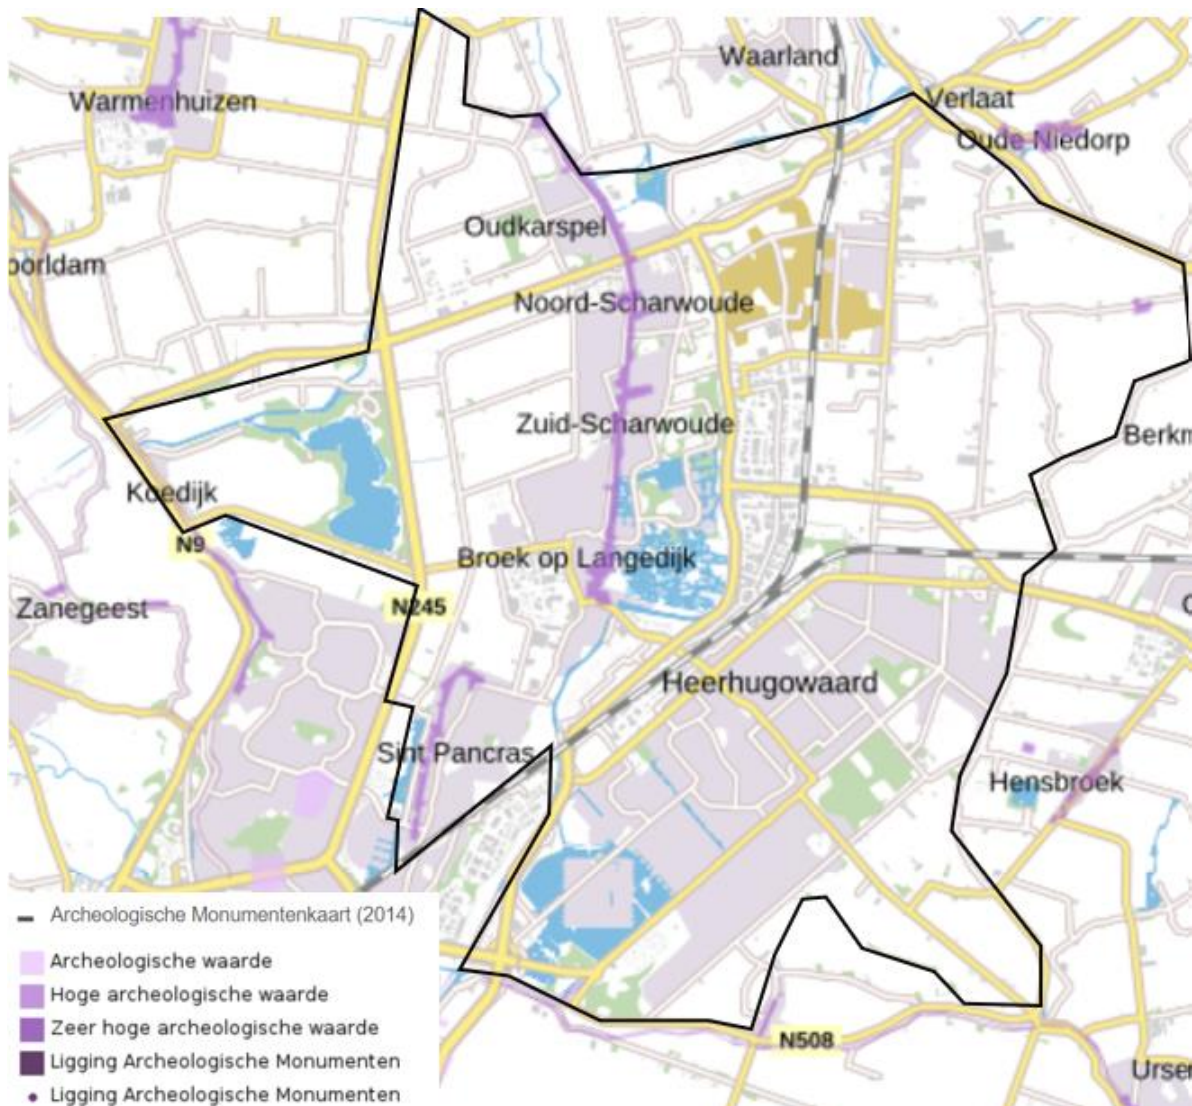 Waarland
Warmenhuizen
Verlaat
Oude Niedorp
Oudkarspel
oorldam
Noord-Scharwoude
Zuid-Scharwoude
Berkm
Koedijk
N9
Broek op Langedijk
N245
Zanegeest
Heerhugowaard
Sint Pancras
Hensbroek
Archeologische Monumentenkaart (2014)
Archeologische waarde
Hoge archeologische waarde
Zeer hoge archeologische waarde
Ligging Archeologische Monumenten
Ligging Archeologische Monumenten
N508
Urser